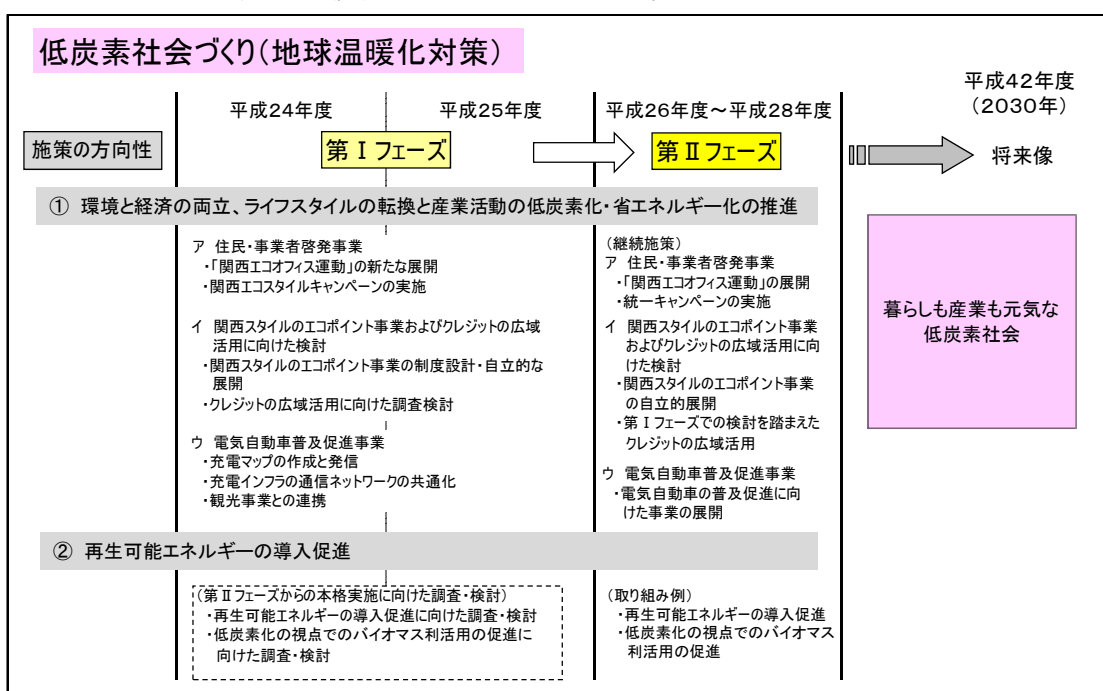 低炭素社会づくり(地球温暖化対策)
平成24年度
平成25年度
平成26年度～平成28年度
平成42年度
(2030年)
施策の方向性
第Ⅰフェーズ
第Ⅱフェーズ
将来像
① 環境と経済の両立、ライフスタイルの転換と産業活動の低炭素化・省エネルギー化の推進
ア 住民・事業者啓発事業
・「関西エコオフィス運動」の新たな展開
・関西エコスタイルキャンペーンの実施
イ 関西スタイルのエコポイント事業およびクレジットの広域
活用に向けた検討
・関西スタイルのエコポイント事業の制度設計・自立的な
展開
・クレジットの広域活用に向けた調査検討
ウ 電気自動車普及促進事業
・充電マップの作成と発信
・充電インフラの通信ネットワークの共通化
・観光事業との連携
(継続施策)
ア 住民・事業者啓発事業
・「関西エコオフィス運動」の展開
・統一キャンペーンの実施
イ 関西スタイルのエコポイント事業
およびクレジットの広域活用に向
けた検討
・関西スタイルのエコポイント事業
の自立的展開
・第Ⅰフェーズでの検討を踏まえた
クレジットの広域活用
ウ 電気自動車普及促進事業
・電気自動車の普及促進に向
けた事業の展開
暮らしも産業も元気な
低炭素社会
② 再生可能エネルギーの導入促進
(第Ⅱフェーズからの本格実施に向けた調査・検討)
・再生可能エネルギーの導入促進に向けた調査・検討
・低炭素化の視点でのバイオマス利活用の促進に
向けた調査・検討
(取り組み例)
・再生可能エネルギーの導入促進
・低炭素化の視点でのバイオマス
利活用の促進